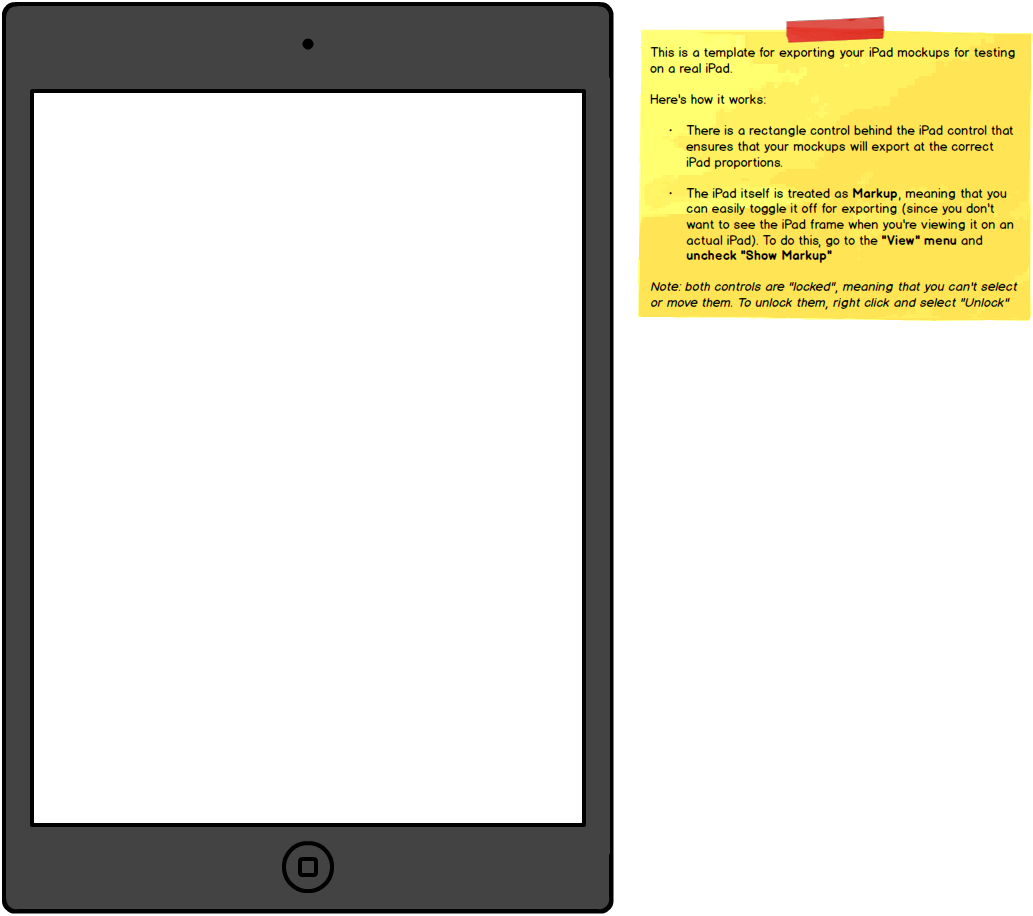 This is a template for exporting your iPad mockups for testing
on a real iPad.
Here's how it works:
· There is a rectangle control behind the iPad control that
ensures that your mockups will export at the correct
iPad proportions.
· The iPad itself is treated as Markup, meaning that you
can easily toggle it off for exporting (since you don't
want to see the iPad frame when you're viewing it on an
actual iPad). To do this, go to the "View" menu and
uncheck "Show Markup"
Note: both controls are "locked", meaning that you can't select
or move them. To unlock them, right click and select "Unlock"